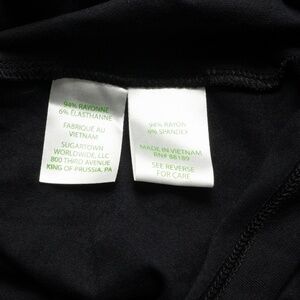 94% RAYONNE
6% ÉLASTHANNE
FABRIQUÉ AU
VIETNAM
SUGARTOWN
WORLDWIDE, LLC
800 THIRD AVENUE
KING OF PRUSSIA, PA
94% RAYON
6% SPANDEX
MADE IN VIETNAM
RN# 88189
SEE REVERSE
FOR CARE